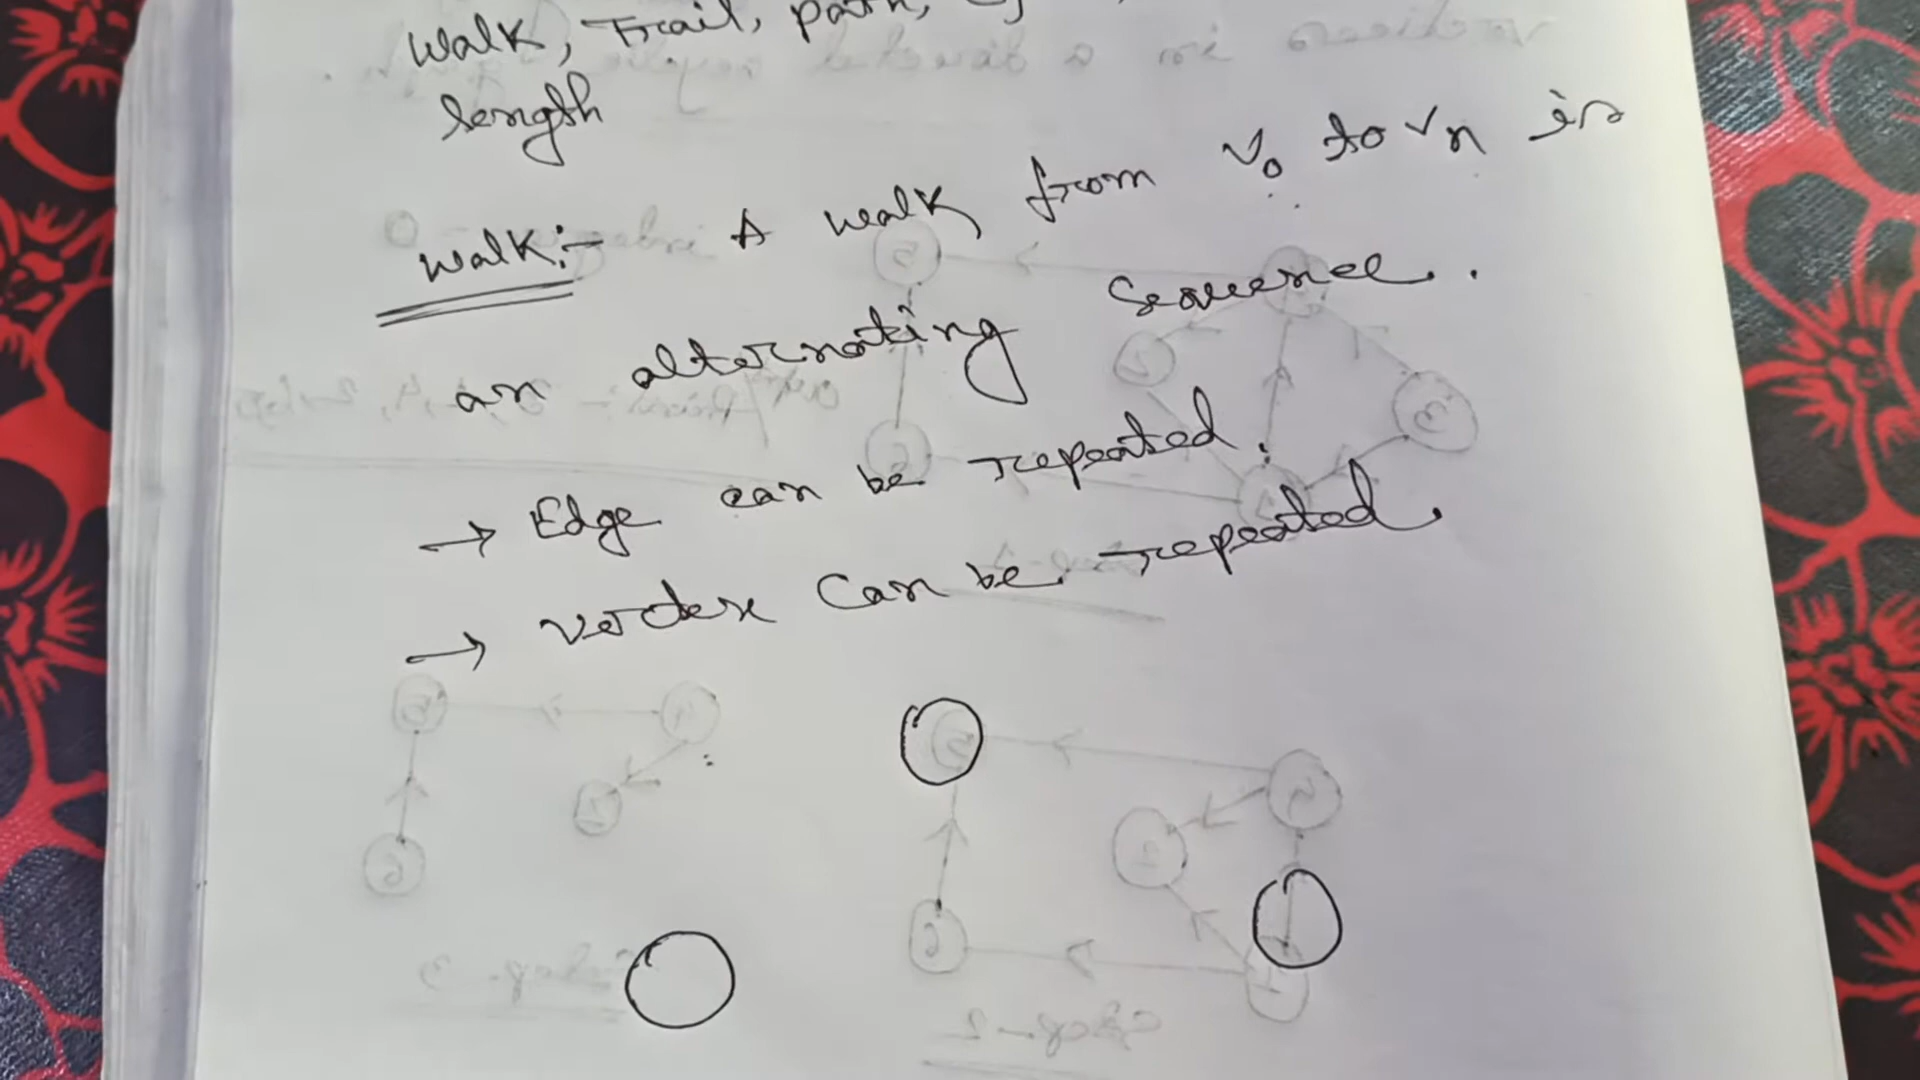 Walk, Trail, path,
length
Walk:- A walk from v0 to vn is
an alternating sequence.
→ Edge can be repeated.
→ vertex Can be repeated.